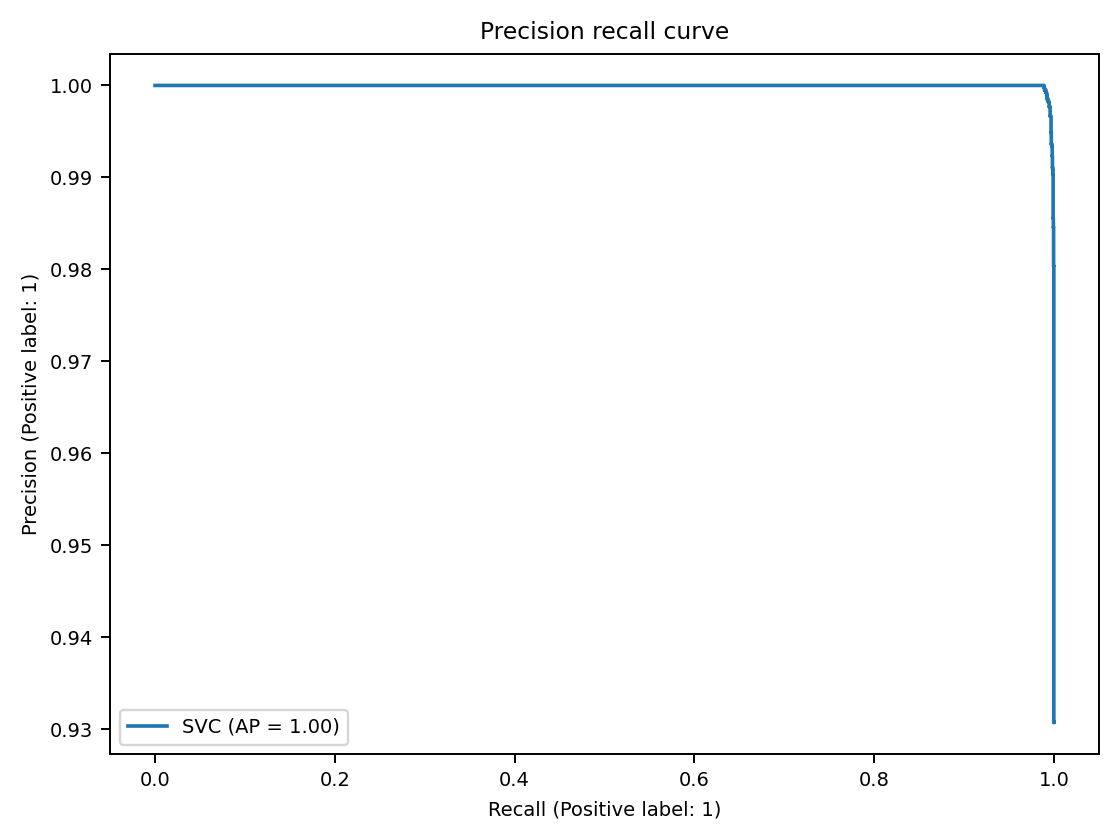 Precision recall curve
1.00
0.99
0.98
0.97
0.96
0.95
0.94
0.93
Precision (Positive label: 1)
SVC (AP = 1.00)
0.0 0.2 0.4 0.6 0.8 1.0
Recall (Positive label: 1)